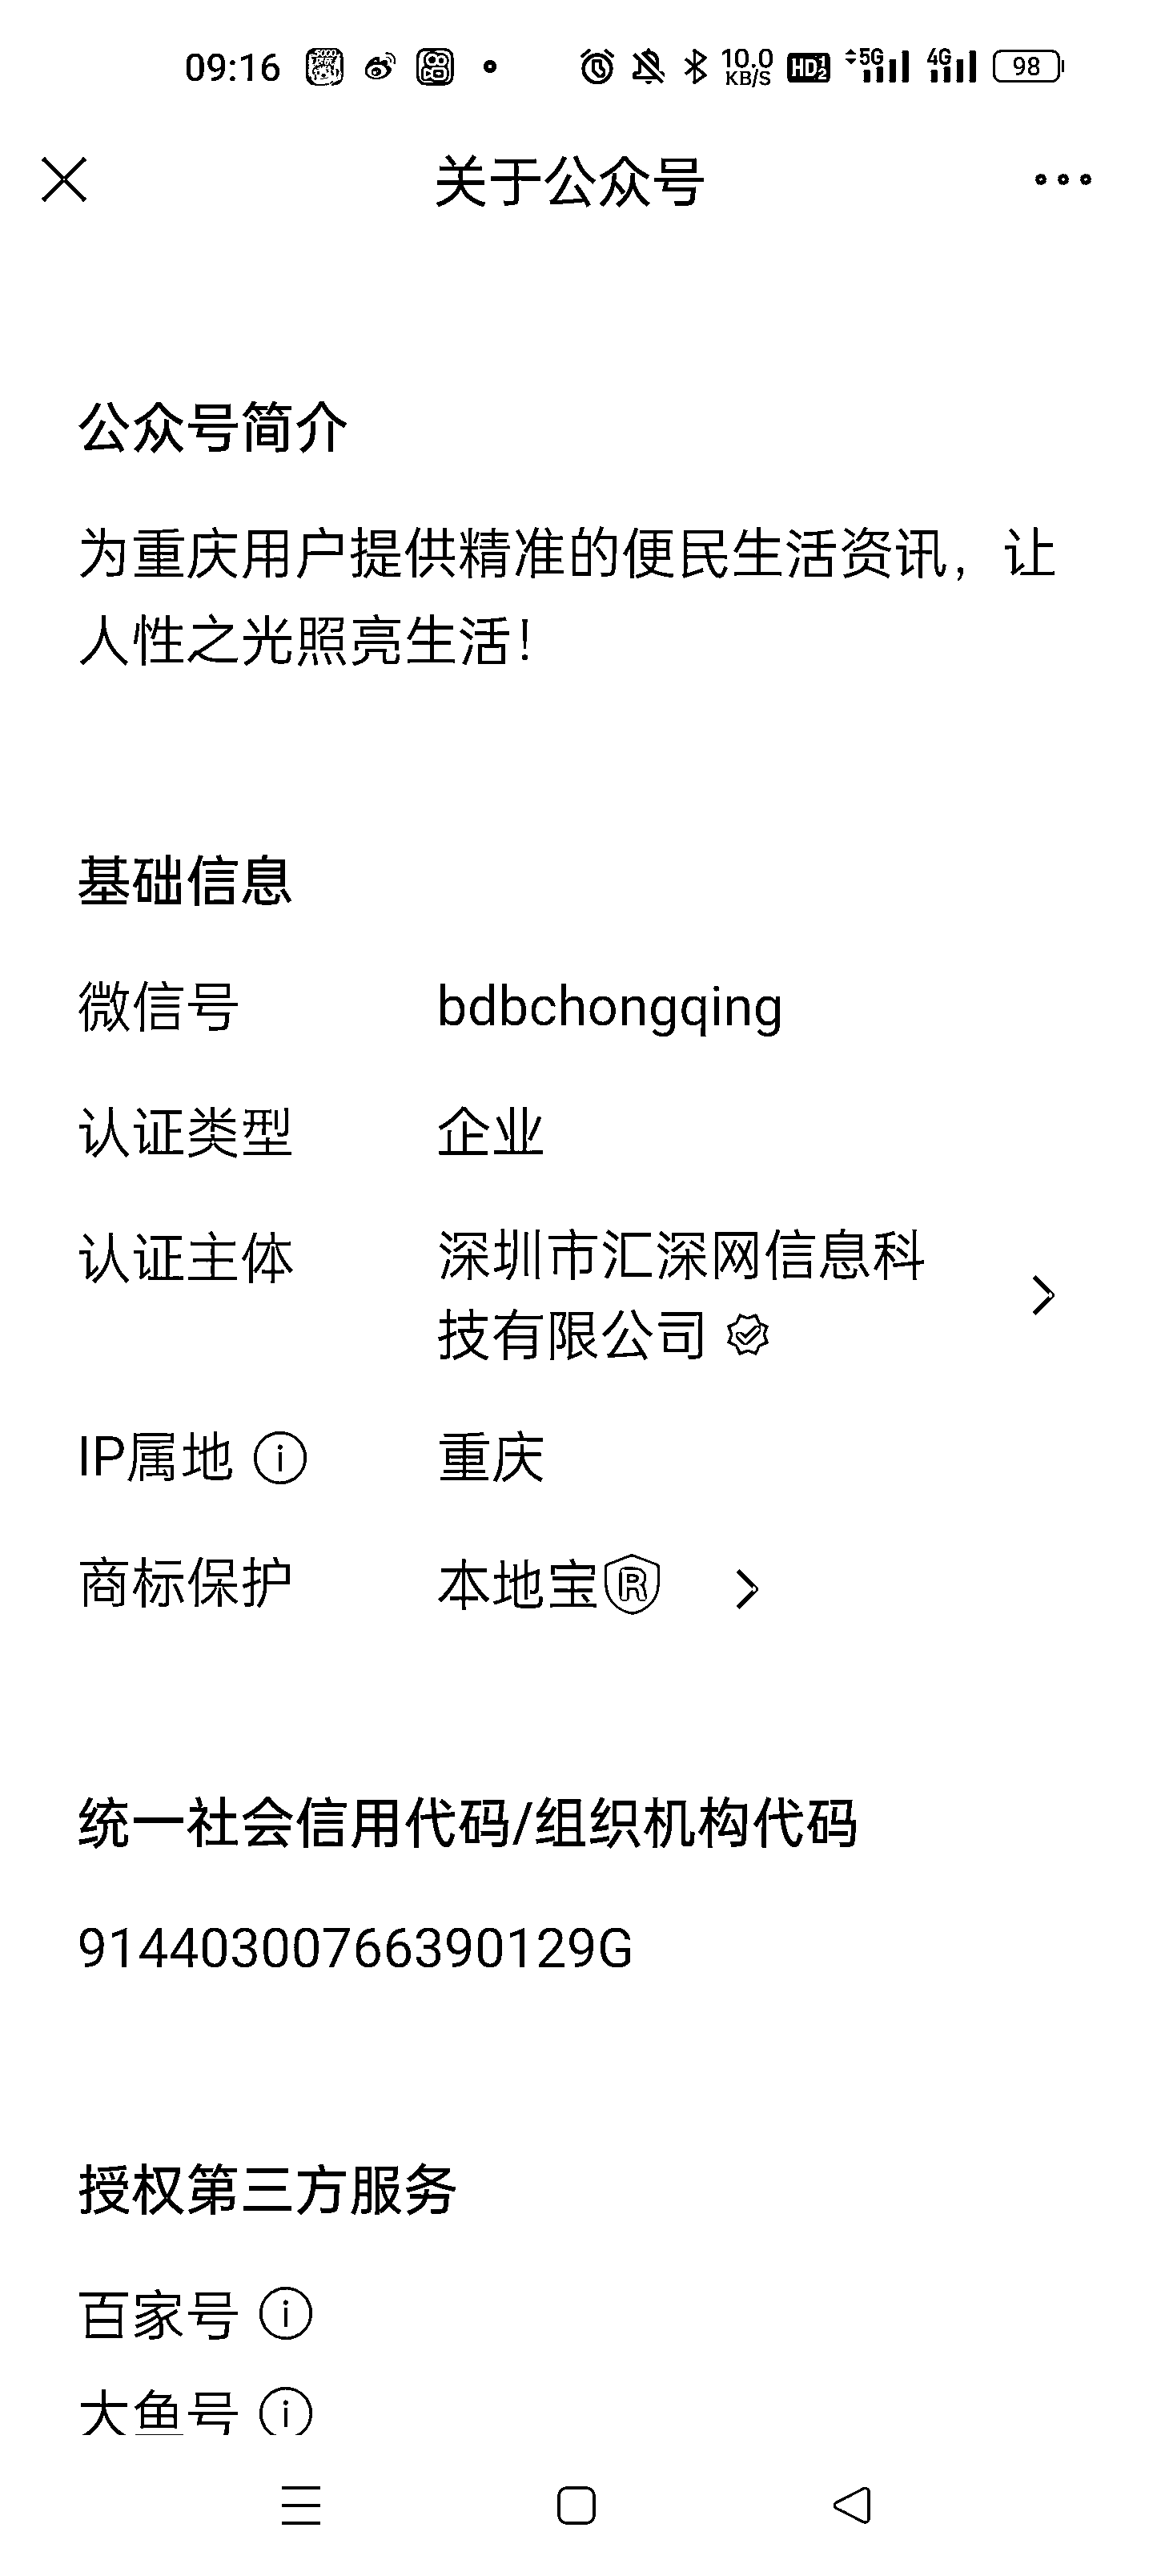 09:16
10.0
KB/S
HD
5G
4G
98
关于公众号
公众号简介
为重庆用户提供精准的便民生活资讯，让
人性之光照亮生活！
基础信息
微信号 bdbchongqing
认证类型 企业
认证主体 深圳市汇深网信息科
技有限公司
IP属地 重庆
商标保护 本地宝
统一社会信用代码/组织机构代码
91440300766390129G
授权第三方服务
百家号
大鱼号